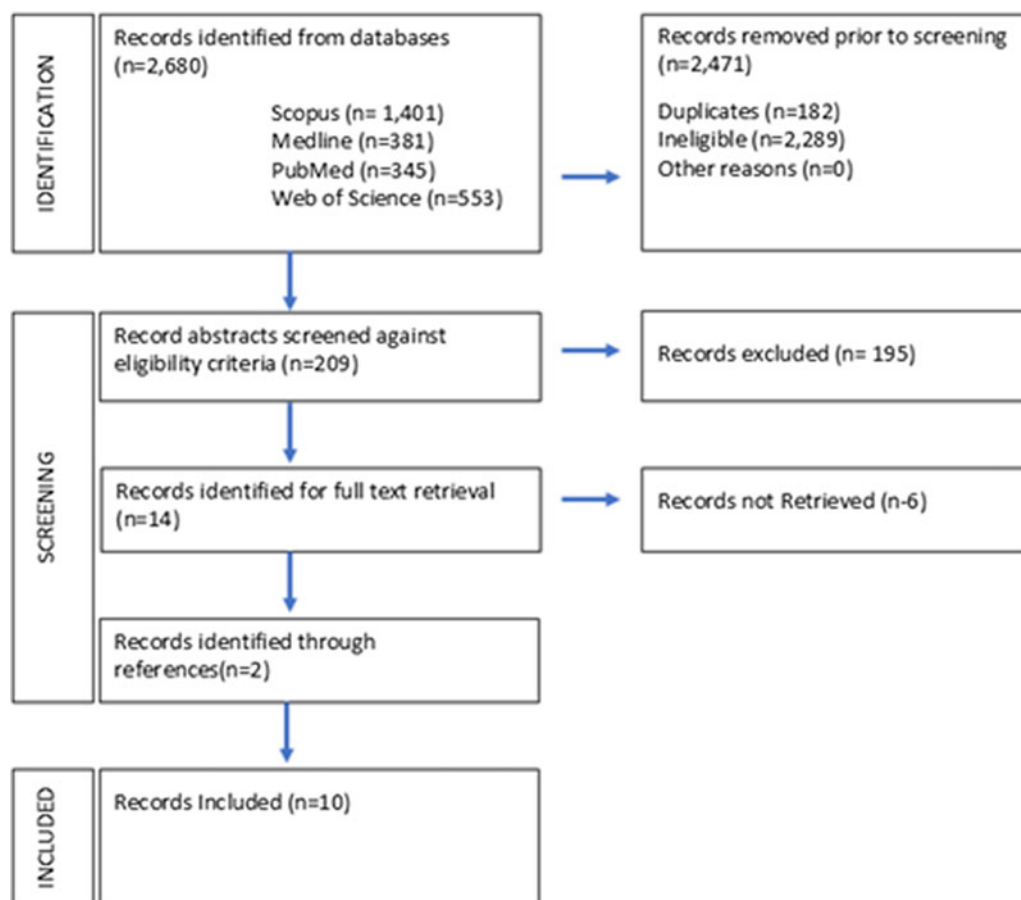 IDENTIFICATION
Records identified from databases
(n=2,680)
Scopus (n= 1,401)
Medline (n=381)
PubMed (n=345)
Web of Science (n=553)
Records removed prior to screening
(n=2,471)
Duplicates (n=182)
Ineligible (n=2,289)
Other reasons (n=0)
SCREENING
Record abstracts screened against
eligibility criteria (n=209)
Records excluded (n= 195)
Records identified for full text retrieval
(n=14)
Records not Retrieved (n-6)
Records identified through
references(n=2)
INCLUDED
Records Included (n=10)